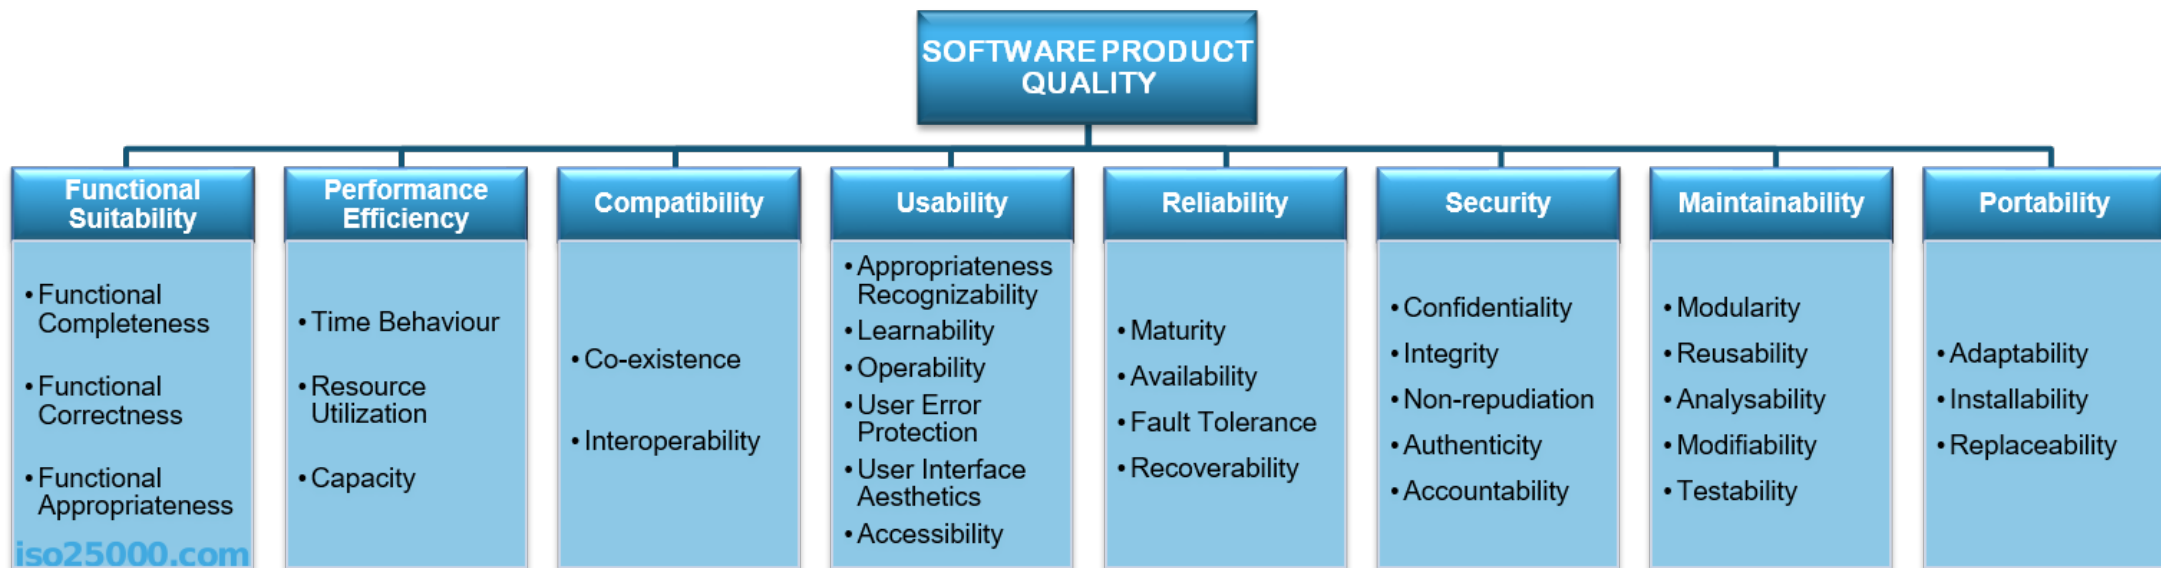 SOFTWARE PRODUCT
QUALITY
Functional
Suitability
• Functional
Completeness
• Functional
Correctness
• Functional
Appropriateness
iso25000.com
Performance
Efficiency
• Time Behaviour
• Resource
Utilization
• Capacity
Compatibility
• Co-existence
• Interoperability
Usability
• Appropriateness
Recognizability
• Learnability
• Operability
• User Error
Protection
• User Interface
Aesthetics
• Accessibility
Reliability
• Maturity
• Availability
• Fault Tolerance
• Recoverability
Security
• Confidentiality
• Integrity
• Non-repudiation
• Authenticity
• Accountability
Maintainability
• Modularity
• Reusability
• Analysability
• Modifiability
• Testability
Portability
• Adaptability
• Installability
• Replaceability